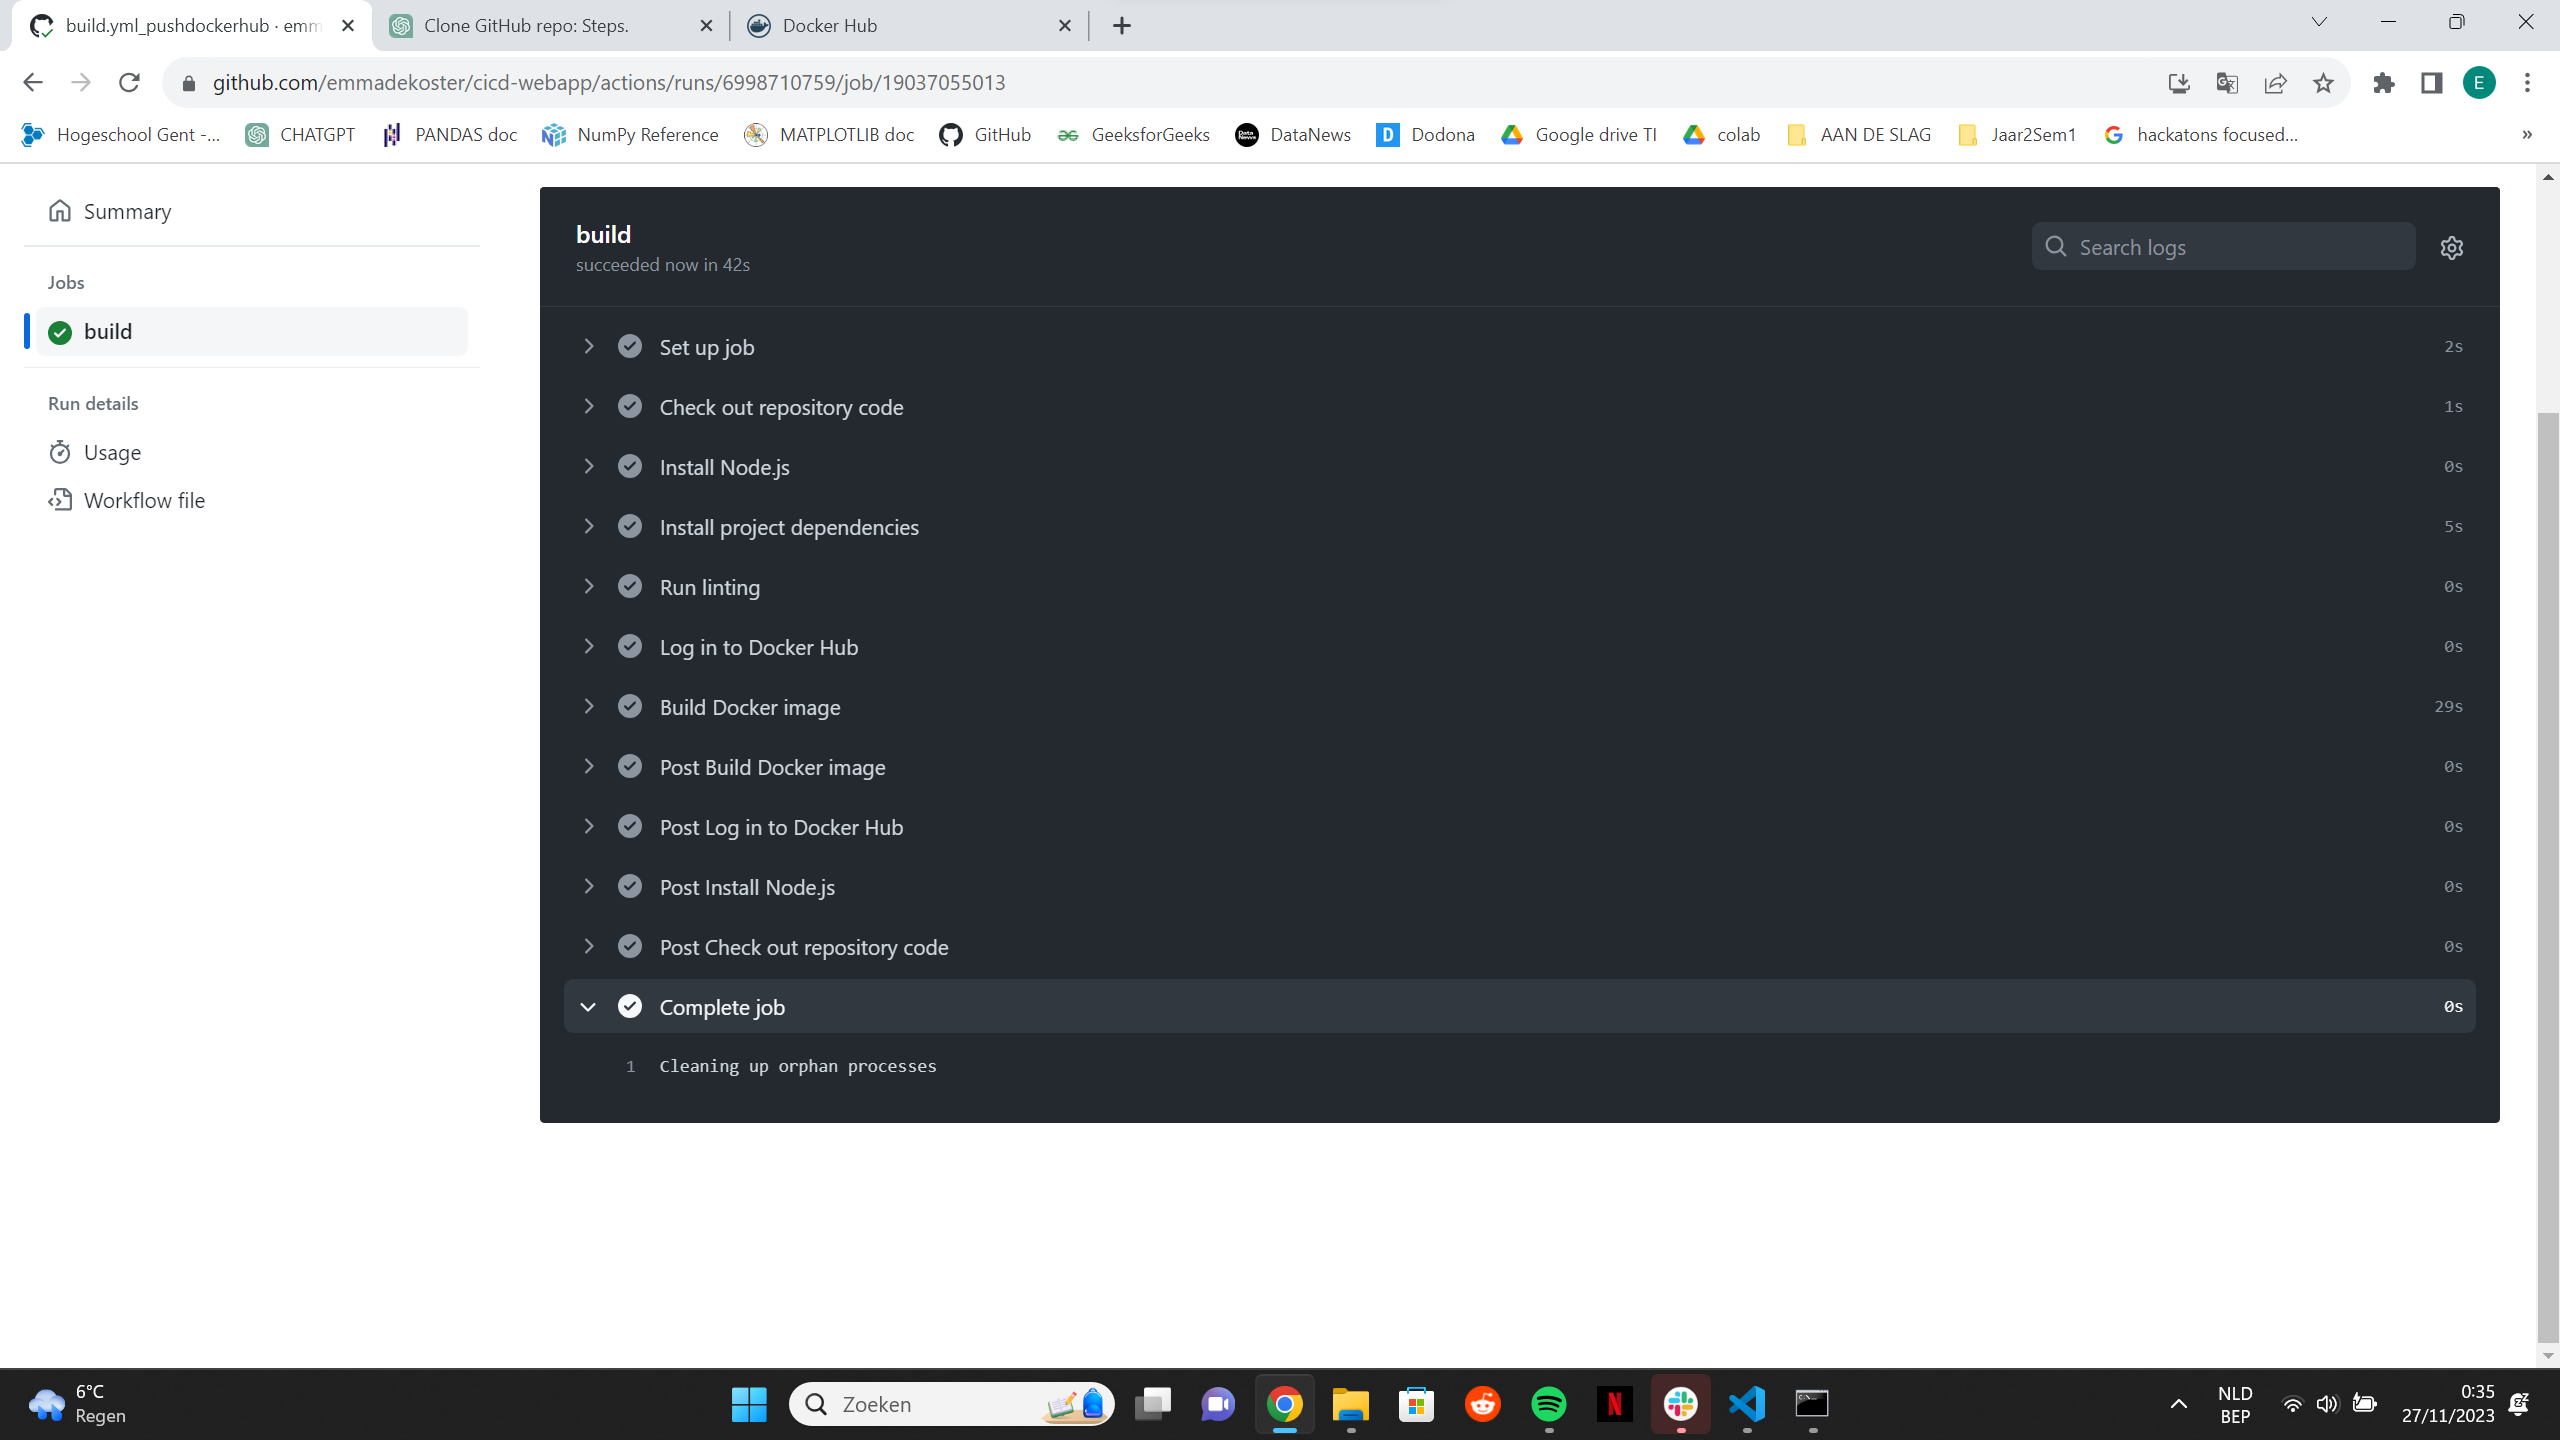 build.yml_pushdockerhub · emm
Clone GitHub repo: Steps.
Docker Hub
github.com/emmadekoster/cicd-webapp/actions/runs/6998710759/job/19037055013
E
Hogeschool Gent -...
CHATGPT
PANDAS doc
NumPy Reference
MATPLOTLIB doc
GitHub
GeeksforGeeks
DataNews
Dodona
Google drive TI
colab
AAN DE SLAG
Jaar2Sem1
hackatons focused...
»
Summary
Jobs
build
Run details
Usage
Workflow file
build
succeeded now in 42s
Search logs
Set up job 2s
Check out repository code 1s
Install Node.js 0s
Install project dependencies 5s
Run linting 0s
Log in to Docker Hub 0s
Build Docker image 29s
Post Build Docker image 0s
Post Log in to Docker Hub 0s
Post Install Node.js 0s
Post Check out repository code 0s
Complete job 0s
1 Cleaning up orphan processes
6°C
Regen
Zoeken
NLD
BEP
0:35
27/11/2023